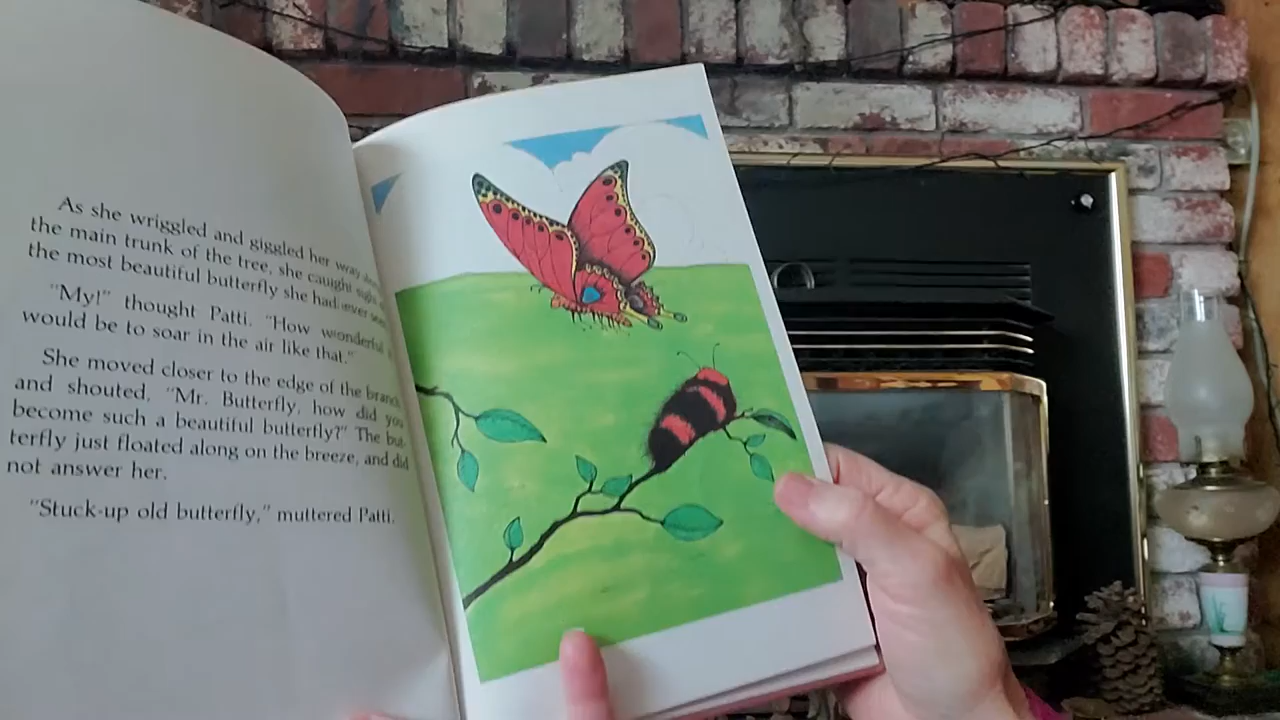 As she wriggled and giggled her way down
the main trunk of the tree, she caught sight
the most beautiful butterfly she had ever seen
"My!" thought Patti. "How wonderful
would be to soar in the air like that."
She moved closer to the edge of the branch
and shouted, "Mr. Butterfly, how did you
become such a beautiful butterfly?" The but-
terfly just floated along on the breeze, and did
not answer her.
"Stuck-up old butterfly," muttered Patti.